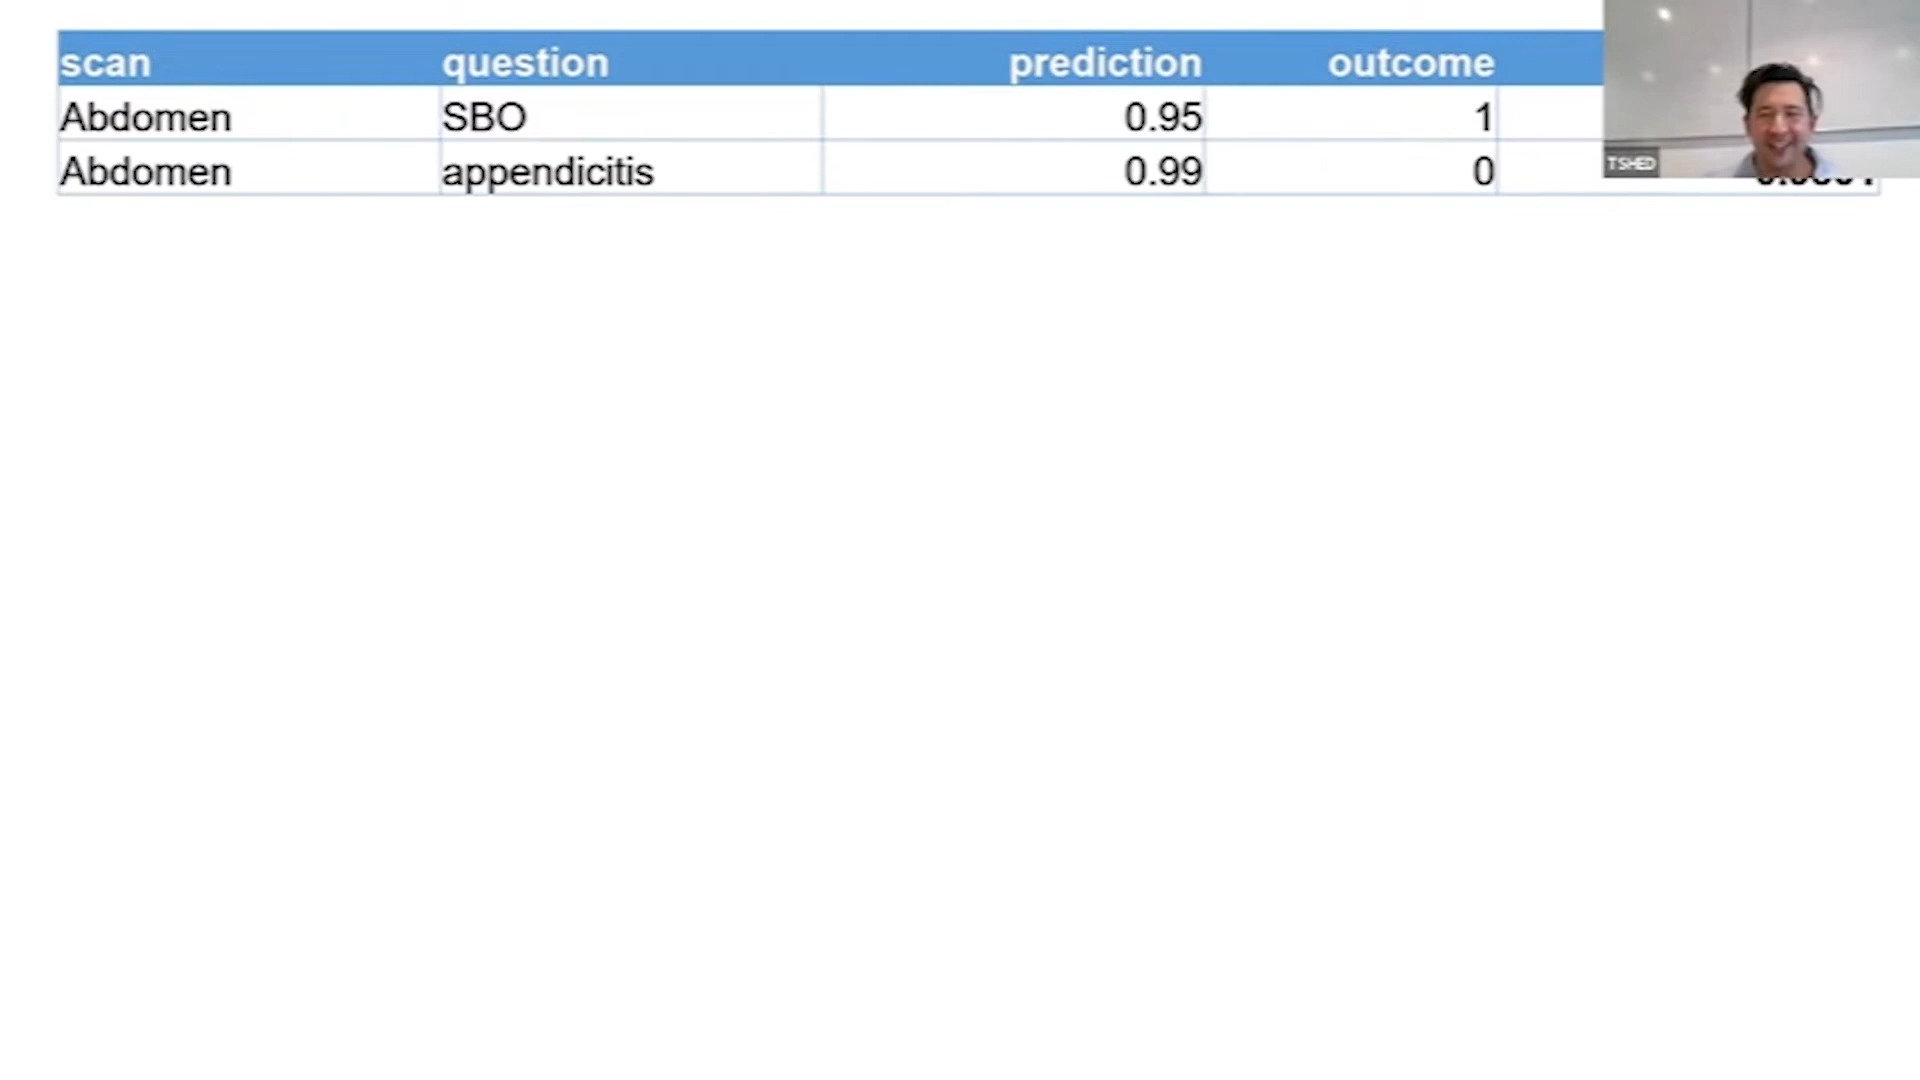 scan question prediction outcome
Abdomen SBO 0.95 1
Abdomen appendicitis 0.99 0
TSHED